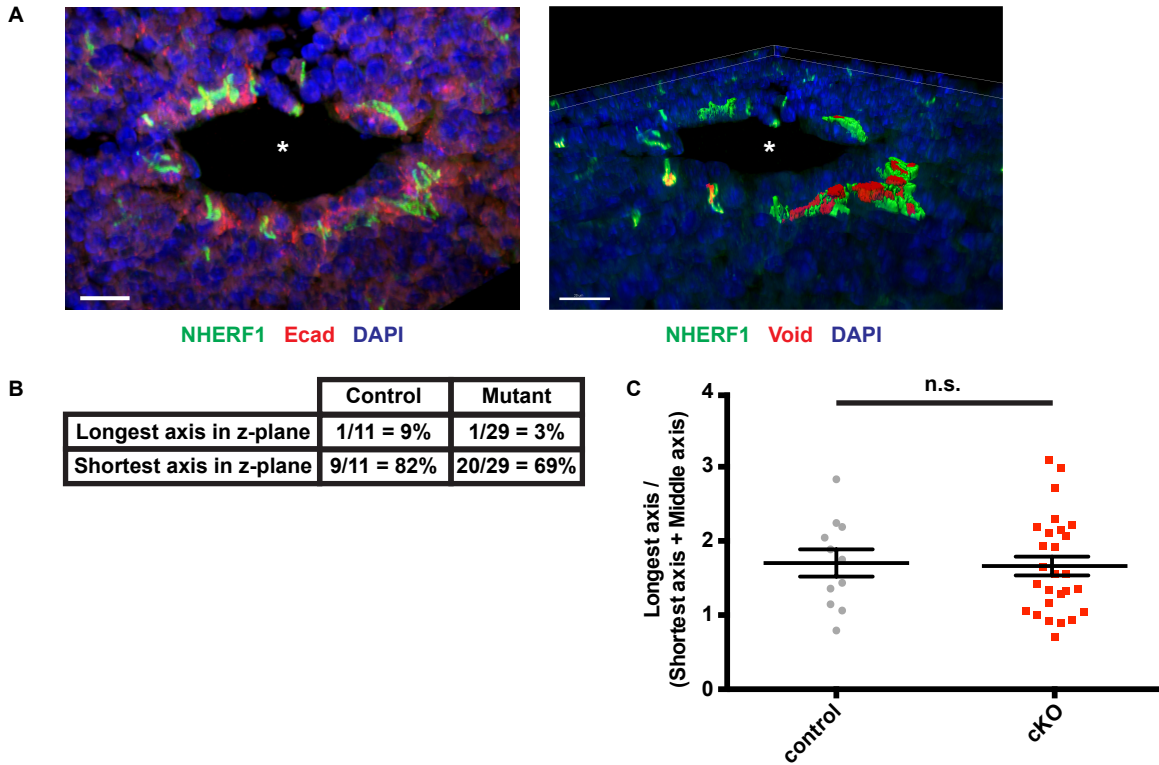 A
*
*
NHERF1 Ecad DAPI
NHERF1 Void DAPI
B
Control Mutant
Longest axis in z-plane 1/11 = 9% 1/29 = 3%
Shortest axis in z-plane 9/11 = 82% 20/29 = 69%
C
n.s.
Longest axis /
(Shortest axis + Middle axis)
4
3
2
1
0
control
cKO